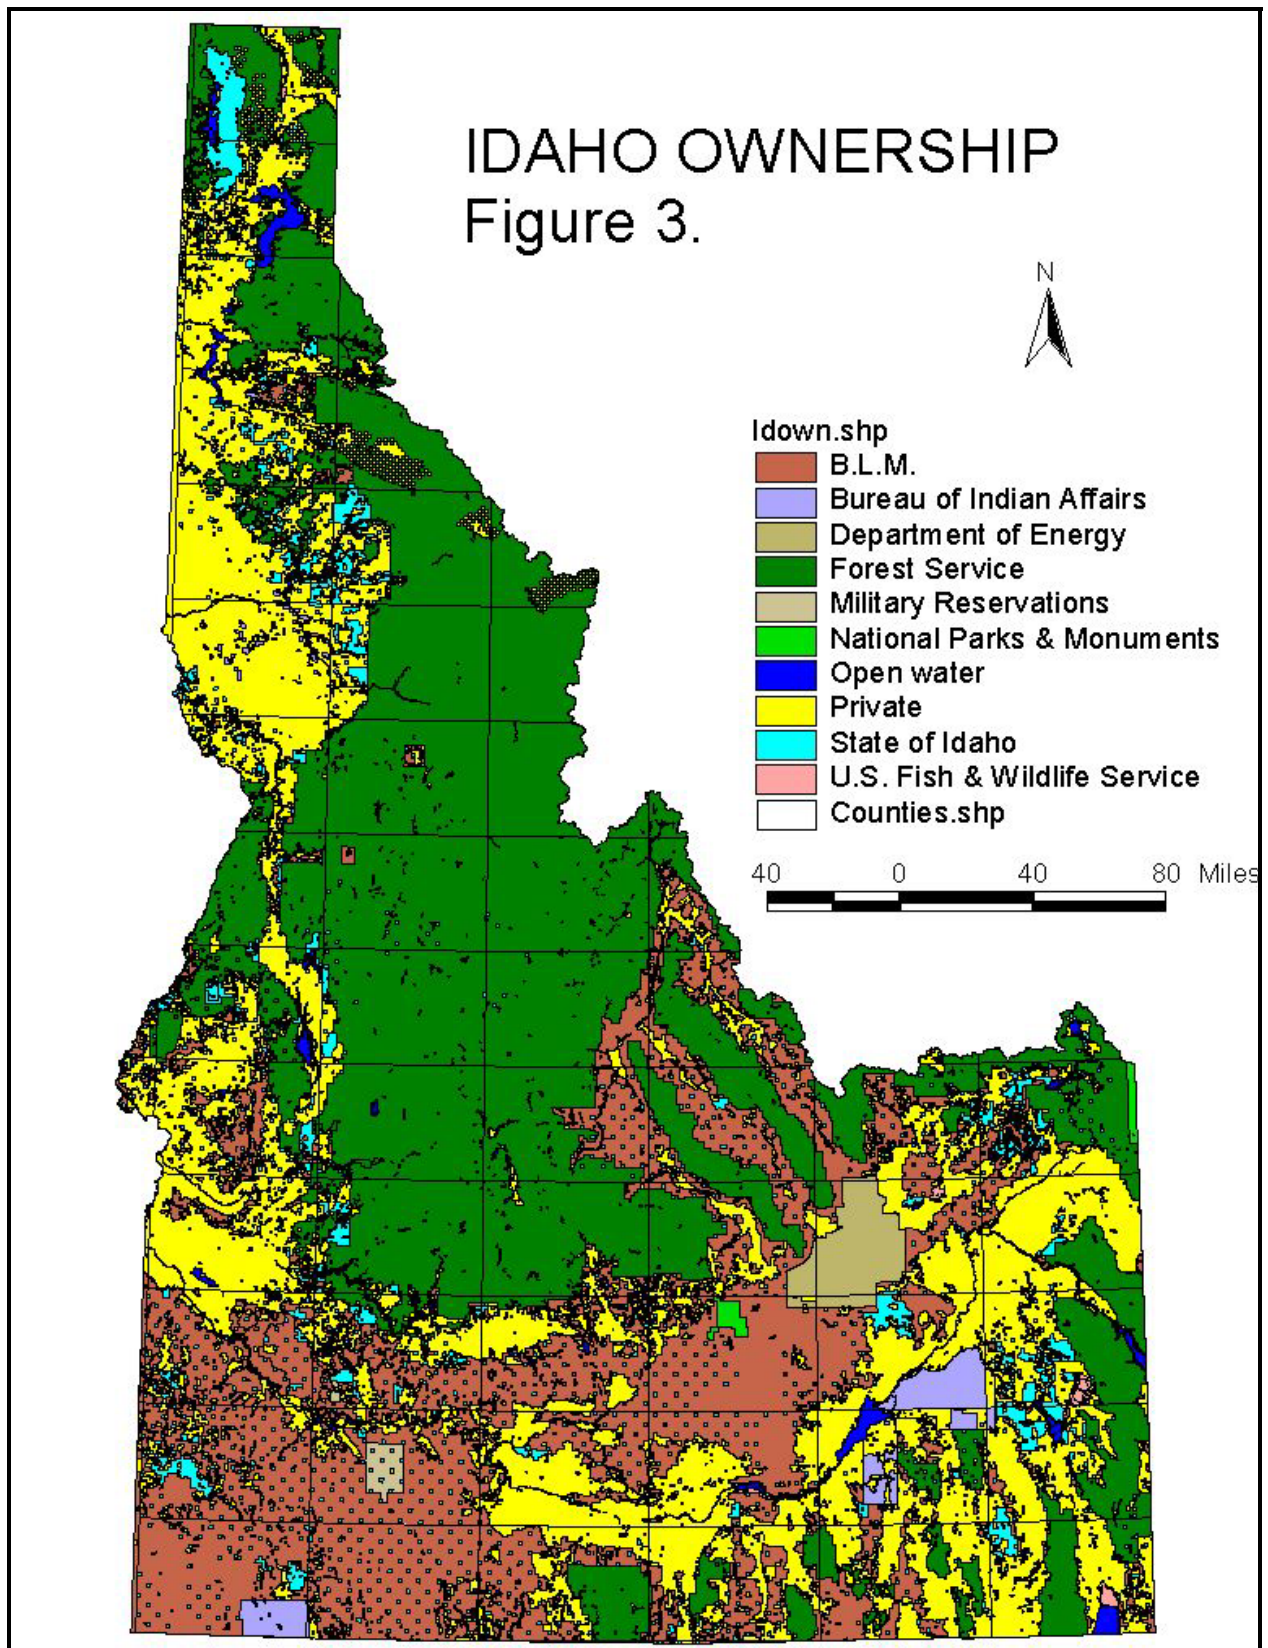 IDAHO OWNERSHIP
Figure 3.
N
Idown.shp
B.L.M.
Bureau of Indian Affairs
Department of Energy
Forest Service
Military Reservations
National Parks & Monuments
Open water
Private
State of Idaho
U.S. Fish & Wildlife Service
Counties.shp
40 0 40 80 Miles